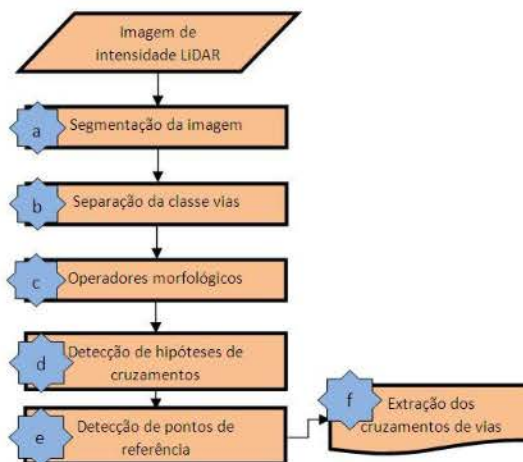 Imagem de
intensidade LiDAR
a
Segmentação da imagem
b
Separação da classe vias
c
Operadores morfológicos
d
Detecção de hipóteses de
cruzamentos
e
Detecção de pontos de
referência
f
Extração dos
cruzamentos de vias